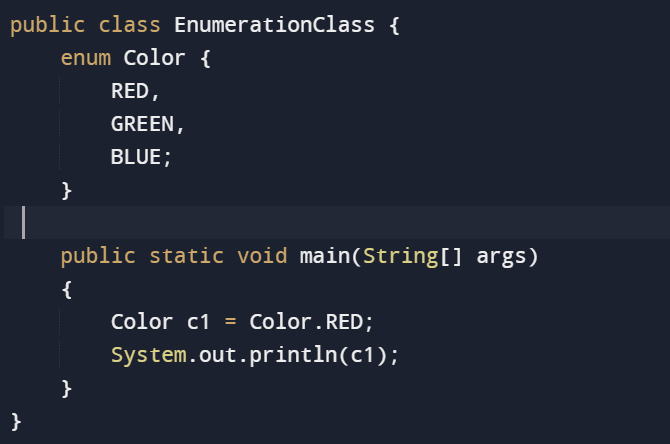 public class EnumerationClass {
    enum Color {
        RED,
        GREEN,
        BLUE;
    }

    public static void main(String[] args)
    {
        Color c1 = Color.RED;
        System.out.println(c1);
    }
}